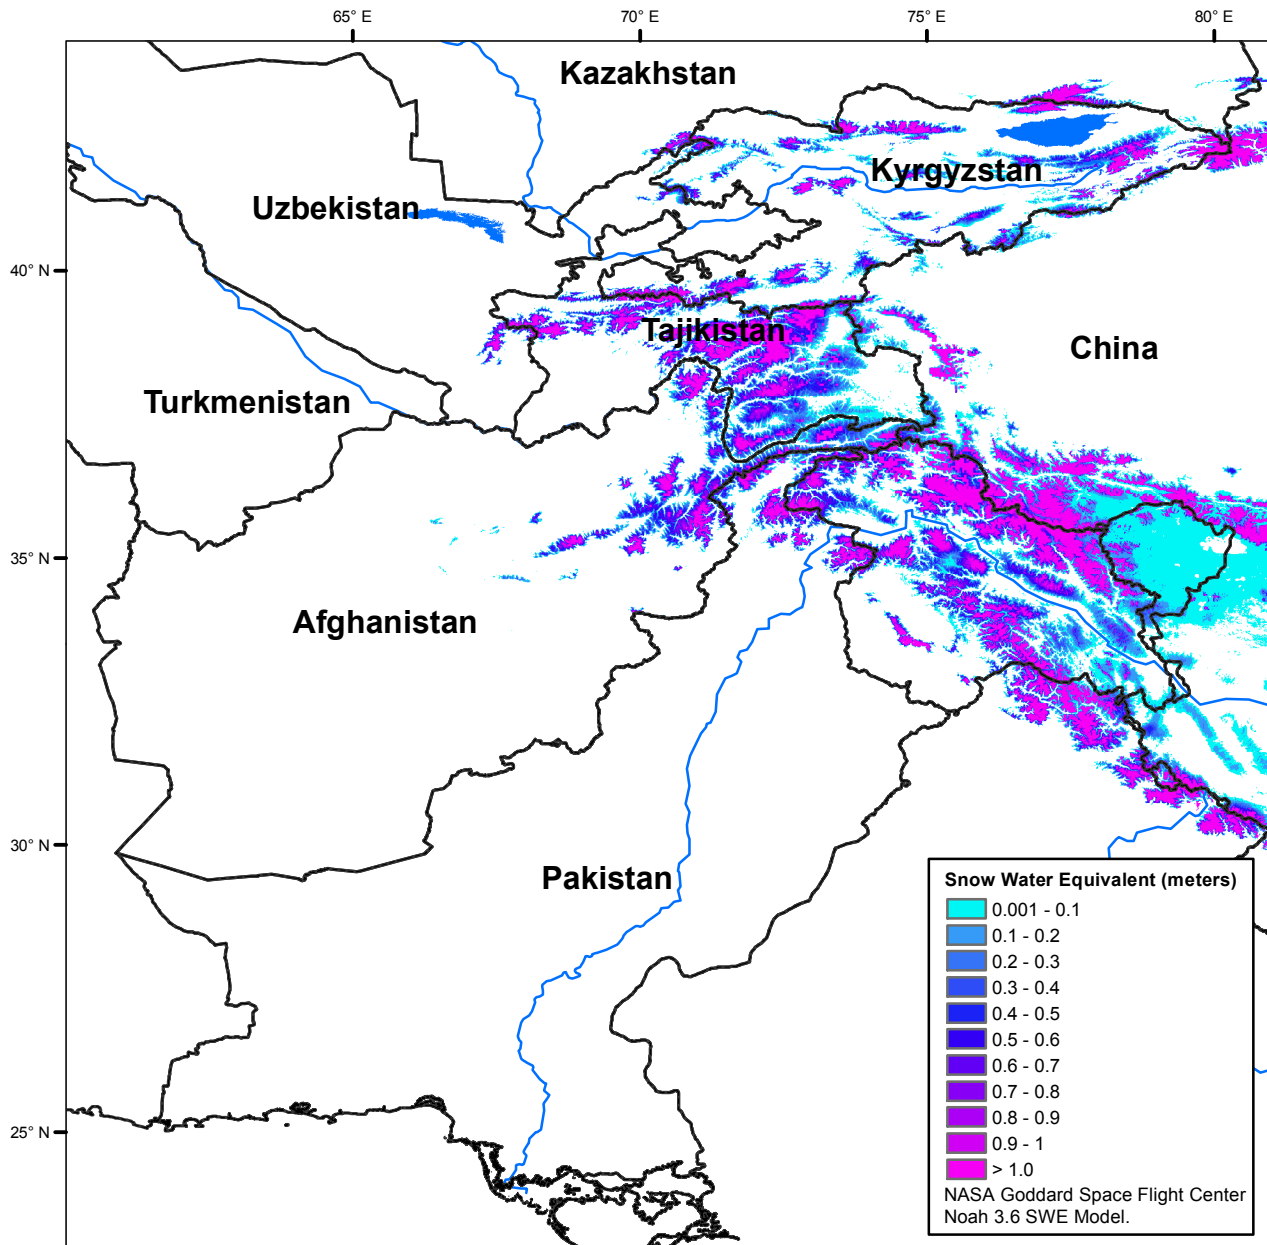 65° E
70° E
75° E
80° E
Kazakhstan
Kyrgyzstan
Uzbekistan
40° N
Tajikistan
China
Turkmenistan
35° N
Afghanistan
30° N
Pakistan
25° N
Snow Water Equivalent (meters)
0.001 - 0.1
0.1 - 0.2
0.2 - 0.3
0.3 - 0.4
0.4 - 0.5
0.5 - 0.6
0.6 - 0.7
0.7 - 0.8
0.8 - 0.9
0.9 - 1
> 1.0
NASA Goddard Space Flight Center
Noah 3.6 SWE Model.